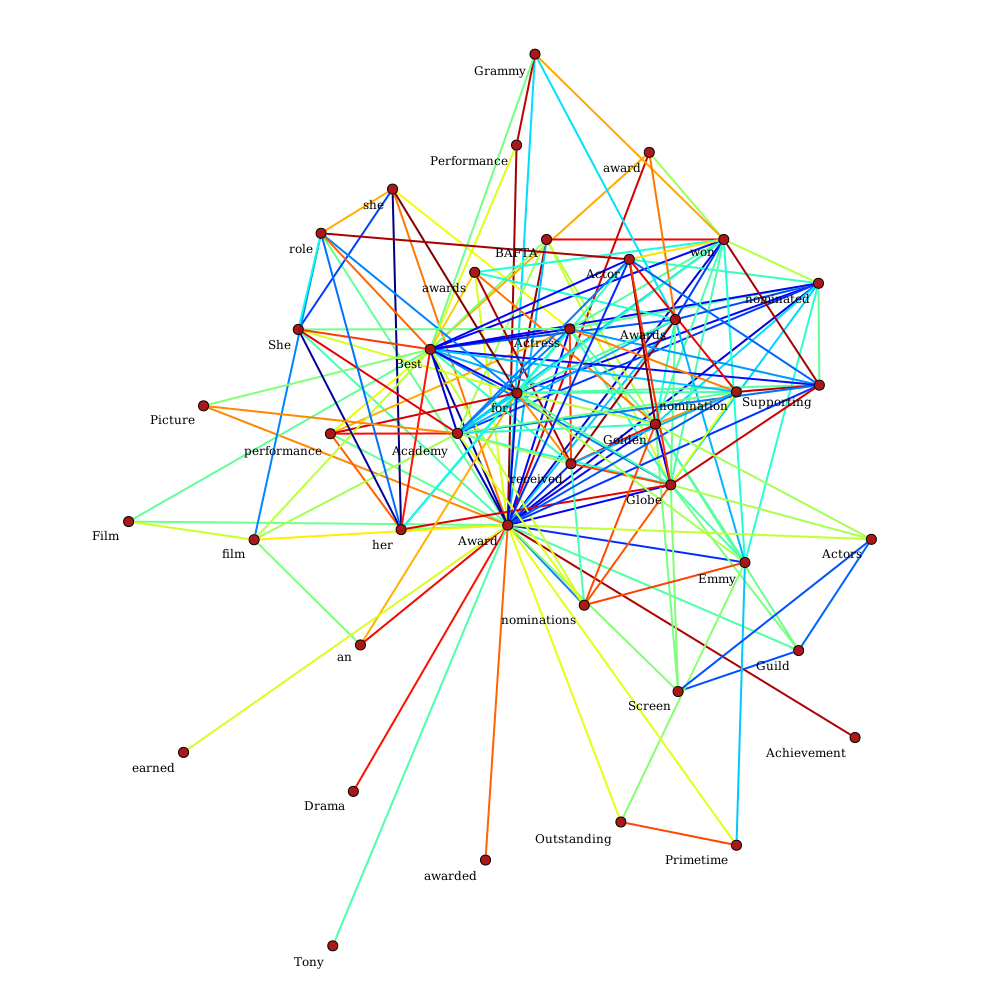 Grammy
Performance
award
she
role
BAFTA
won
Actor
awards
nominated
She
Actress
Awards
Best
Picture
for
nomination
Supporting
performance
Academy
Golden
received
Globe
Film
film
her
Award
Actors
Emmy
nominations
an
Guild
Screen
earned
Achievement
Drama
Outstanding
Primetime
awarded
Tony